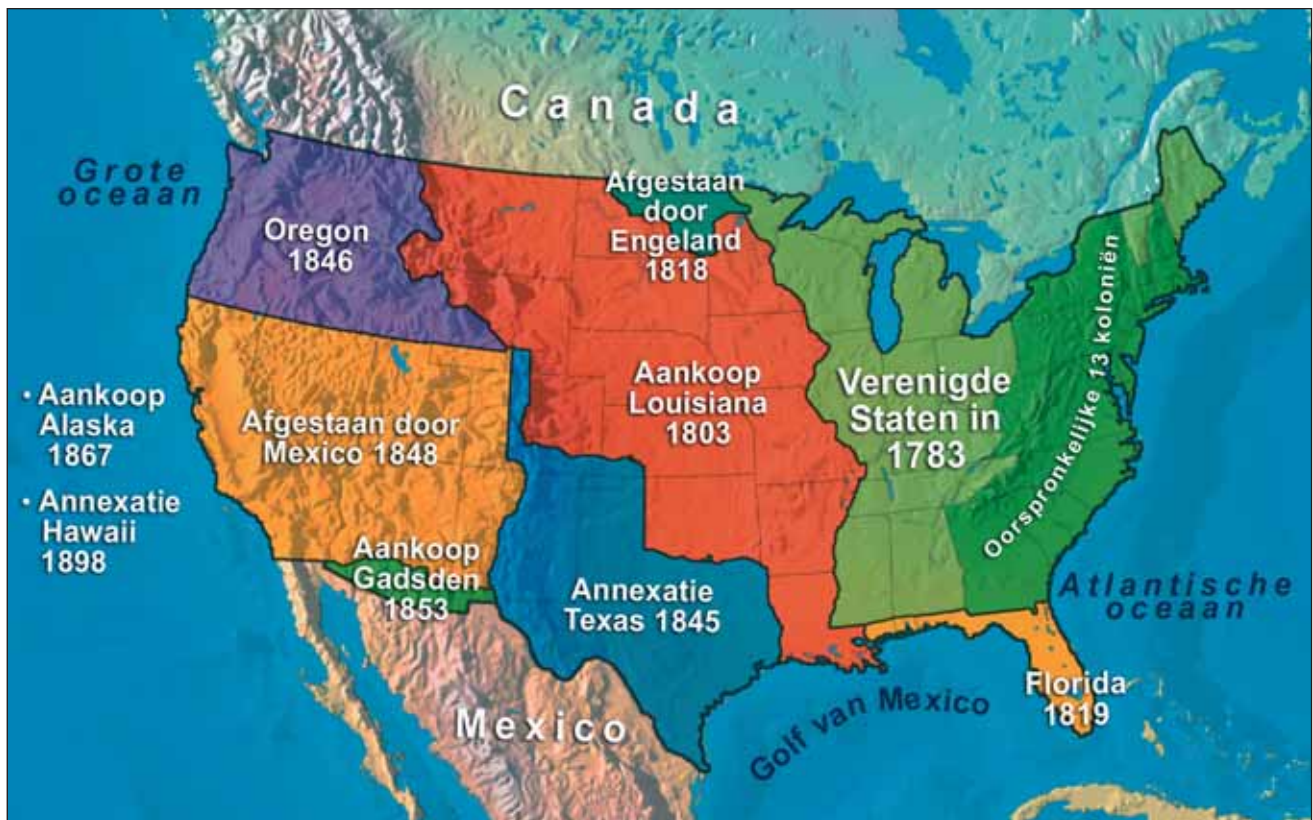 Canada
Grote
oceaan
Oregon
1846
Afgestaan
door
Engeland
1818
Oorspronkelijke 13 koloniën
Aankoop
Louisiana
1803
Verenigde
Staten in
1783
• Aankoop
Alaska
1867
• Annexatie
Hawaii
1898
Afgestaan door
Mexico 1848
Aankoop
Gadsden
1853
Annexatie
Texas 1845
Atlantische
oceaan
Florida
1819
Golf van Mexico
Mexico